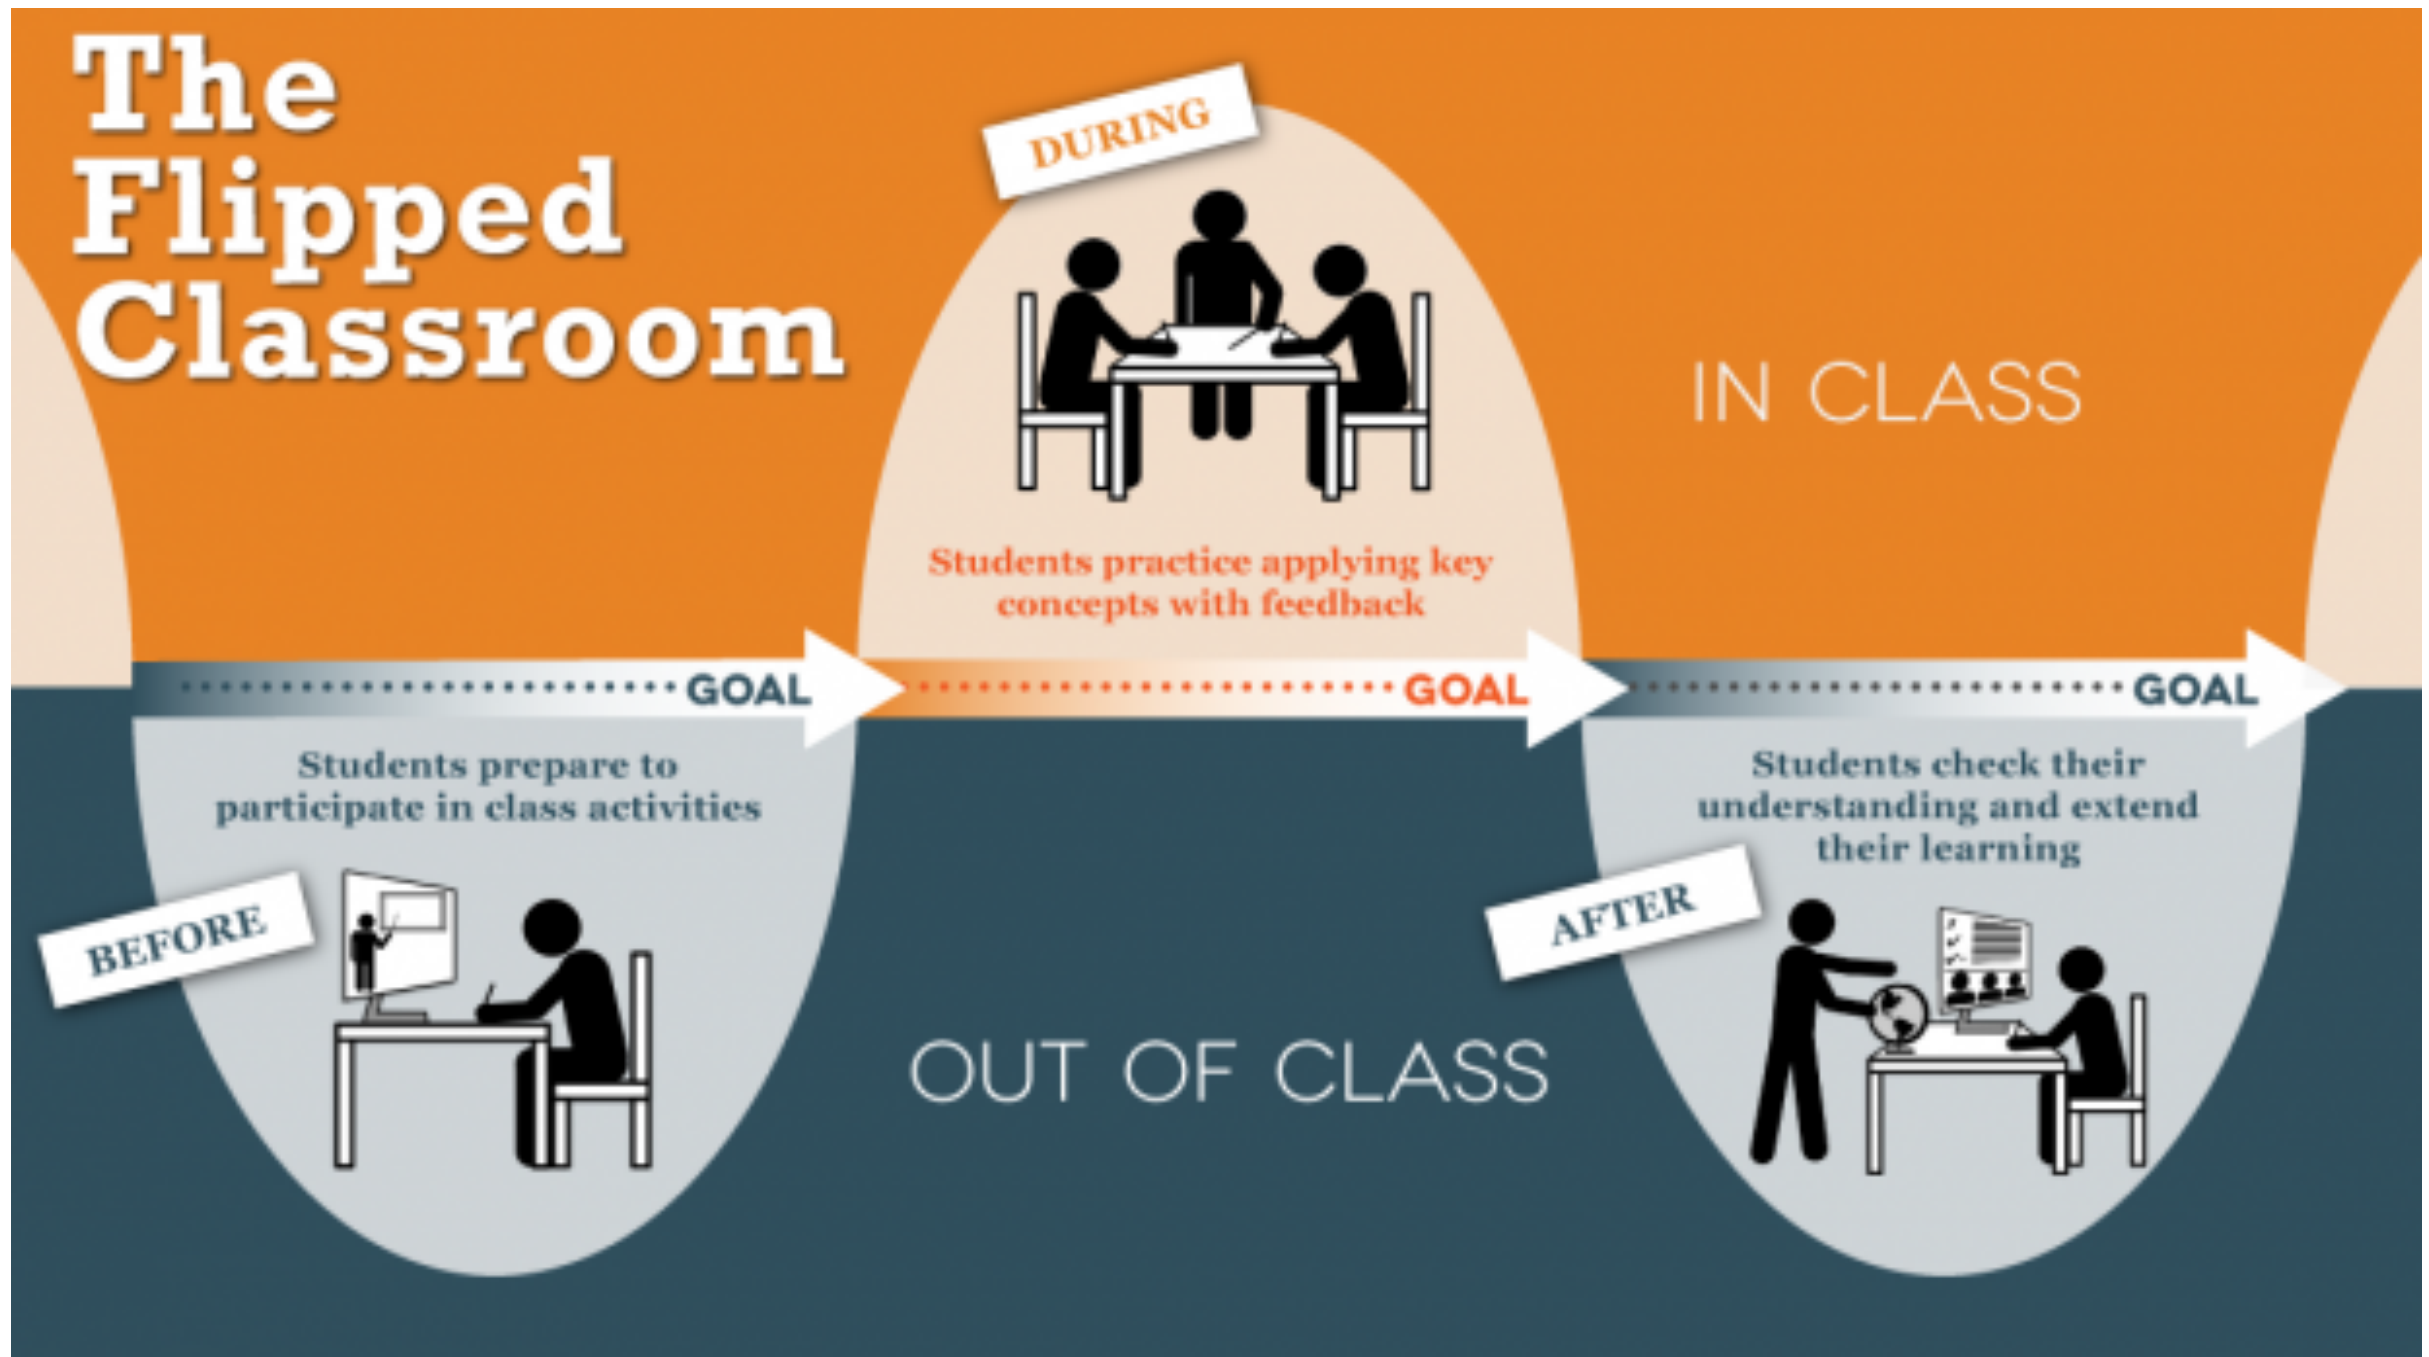 The
Flipped
Classroom
DURING
IN CLASS
Students practice applying key
concepts with feedback
GOAL
GOAL
GOAL
Students prepare to
participate in class activities
BEFORE
OUT OF CLASS
Students check their
understanding and extend
their learning
AFTER